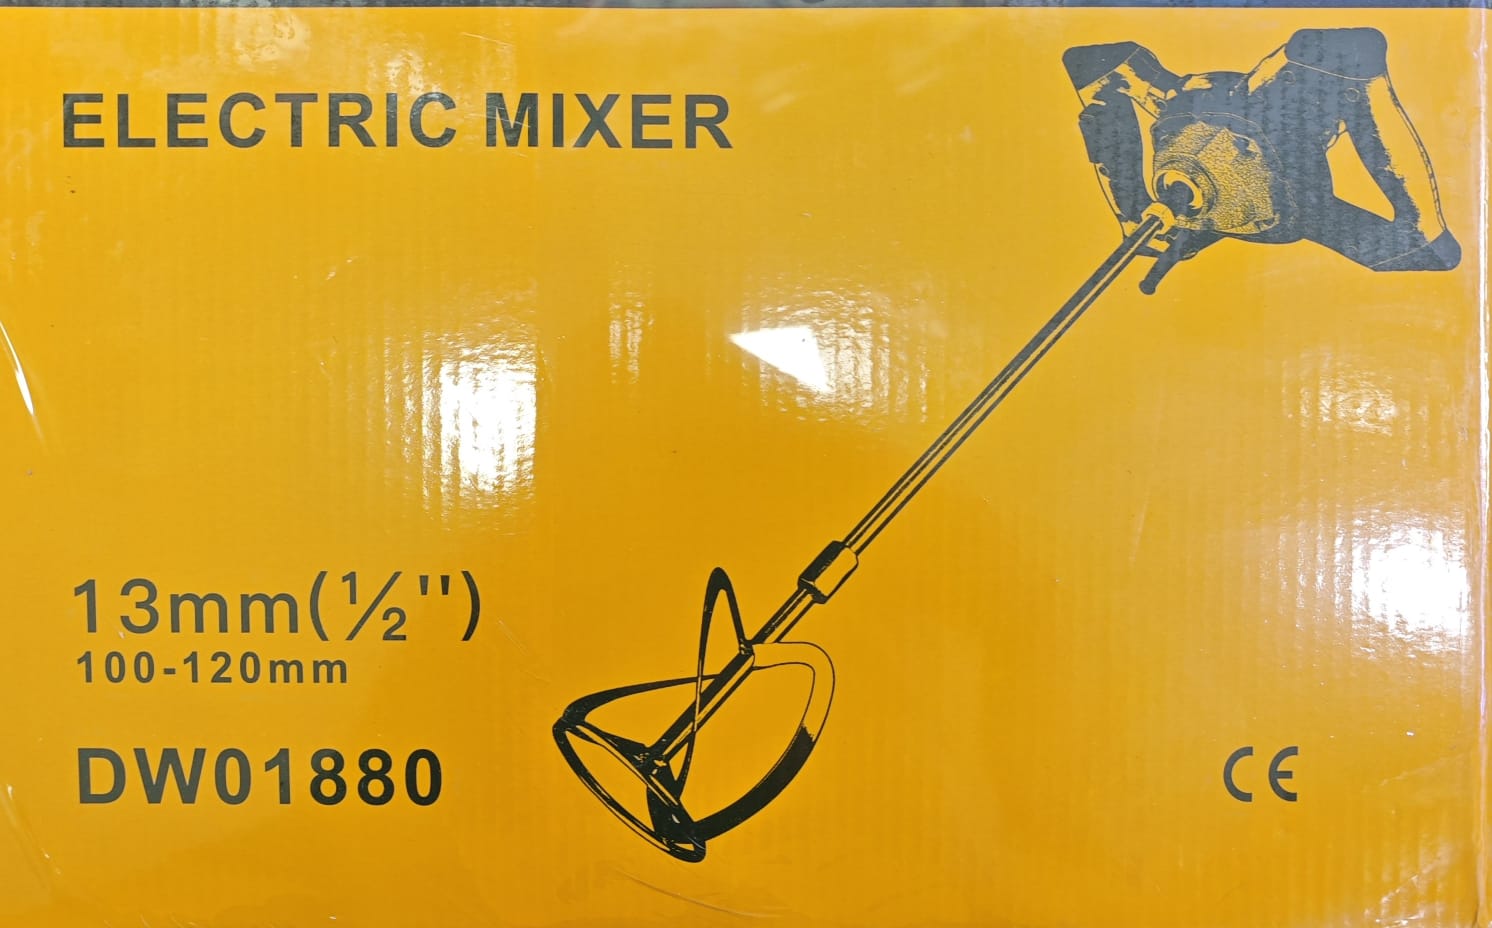 ELECTRIC MIXER
13mm(½")
100-120mm
DW01880
CE